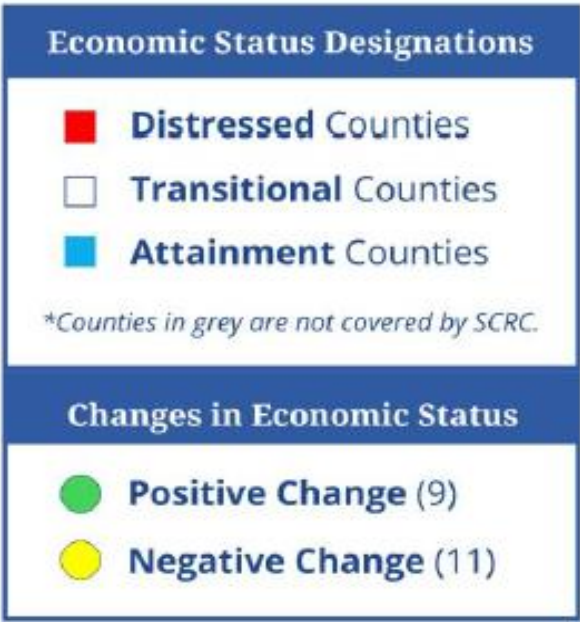 Economic Status Designations
Distressed Counties
Transitional Counties
Attainment Counties
*Counties in grey are not covered by SCRC.
Changes in Economic Status
Positive Change (9)
Negative Change (11)